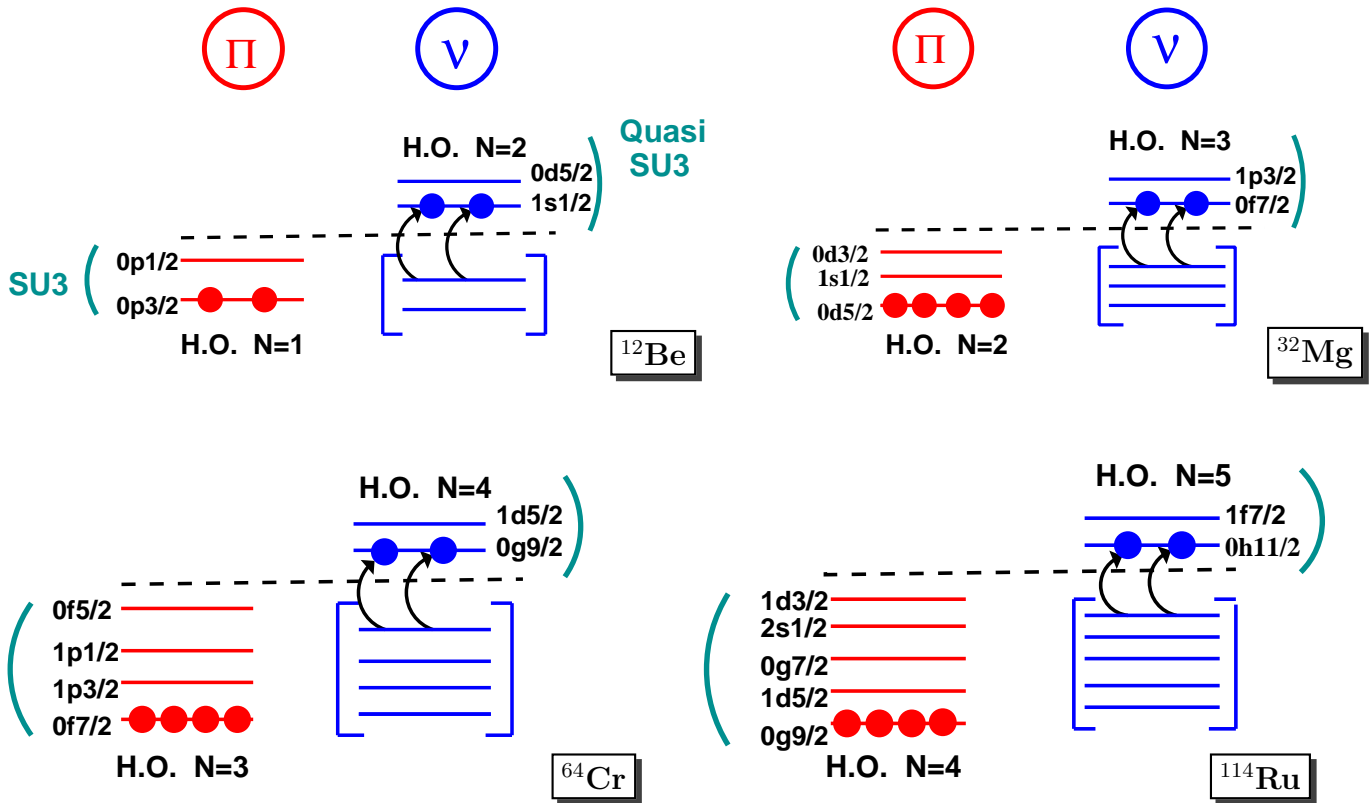 Π
ν
Π
ν
H.O. N=2
0d5/2
1s1/2
Quasi
SU3
SU3
0p1/2
0p3/2
H.O. N=1
12Be
H.O. N=3
1p3/2
0f7/2
0d3/2
1s1/2
0d5/2
H.O. N=2
32Mg
H.O. N=4
1d5/2
0g9/2
0f5/2
1p1/2
1p3/2
0f7/2
H.O. N=3
64Cr
H.O. N=5
1f7/2
0h11/2
1d3/2
2s1/2
0g7/2
1d5/2
0g9/2
H.O. N=4
114Ru